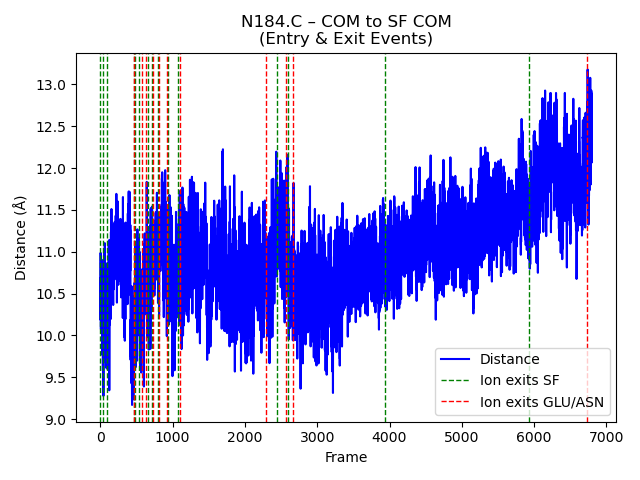 N184.C – COM to SF COM
(Entry & Exit Events)
13.0
12.5
12.0
11.5
11.0
10.5
10.0
9.5
9.0
Distance (Å)
Distance
Ion exits SF
Ion exits GLU/ASN
0 1000 2000 3000 4000 5000 6000 7000
Frame